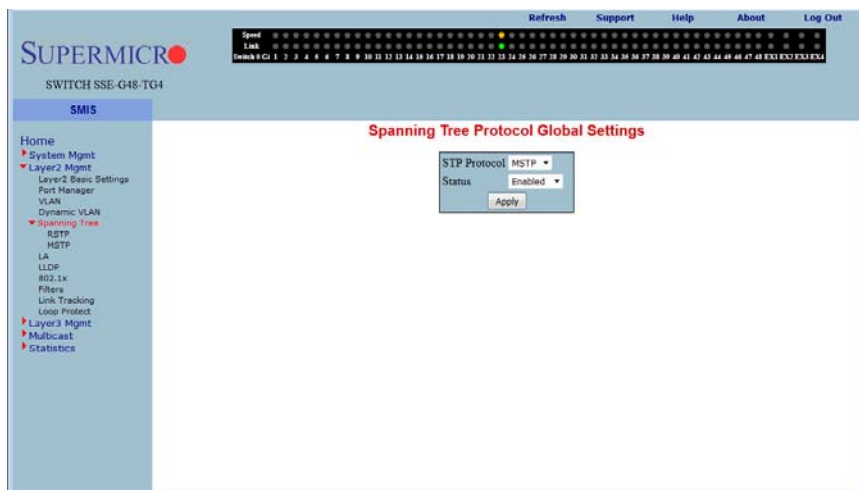 Refresh Support Help About Log Out
SUPERMICRO
SWITCH SSE-G48-TG4
Speed
Link
Switch 0 Gi 1 2 3 4 5 6 7 8 9 10 11 12 13 14 15 16 17 18 19 20 21 22 23 24 25 26 27 28 29 30 31 32 33 34 35 36 37 38 39 40 41 42 43 44 45 46 47 48 EX1 EX2 EX3 EX4
SMIS
Home
System Mgmt
Layer2 Mgmt
Layer2 Basic Settings
Port Manager
VLAN
Dynamic VLAN
Spanning Tree
RSTP
MSTP
LA
LLDP
802.1x
Filters
Link Tracking
Loop Protect
Layer3 Mgmt
Multicast
Statistics
Spanning Tree Protocol Global Settings
STP Protocol MSTP
Status Enabled
Apply